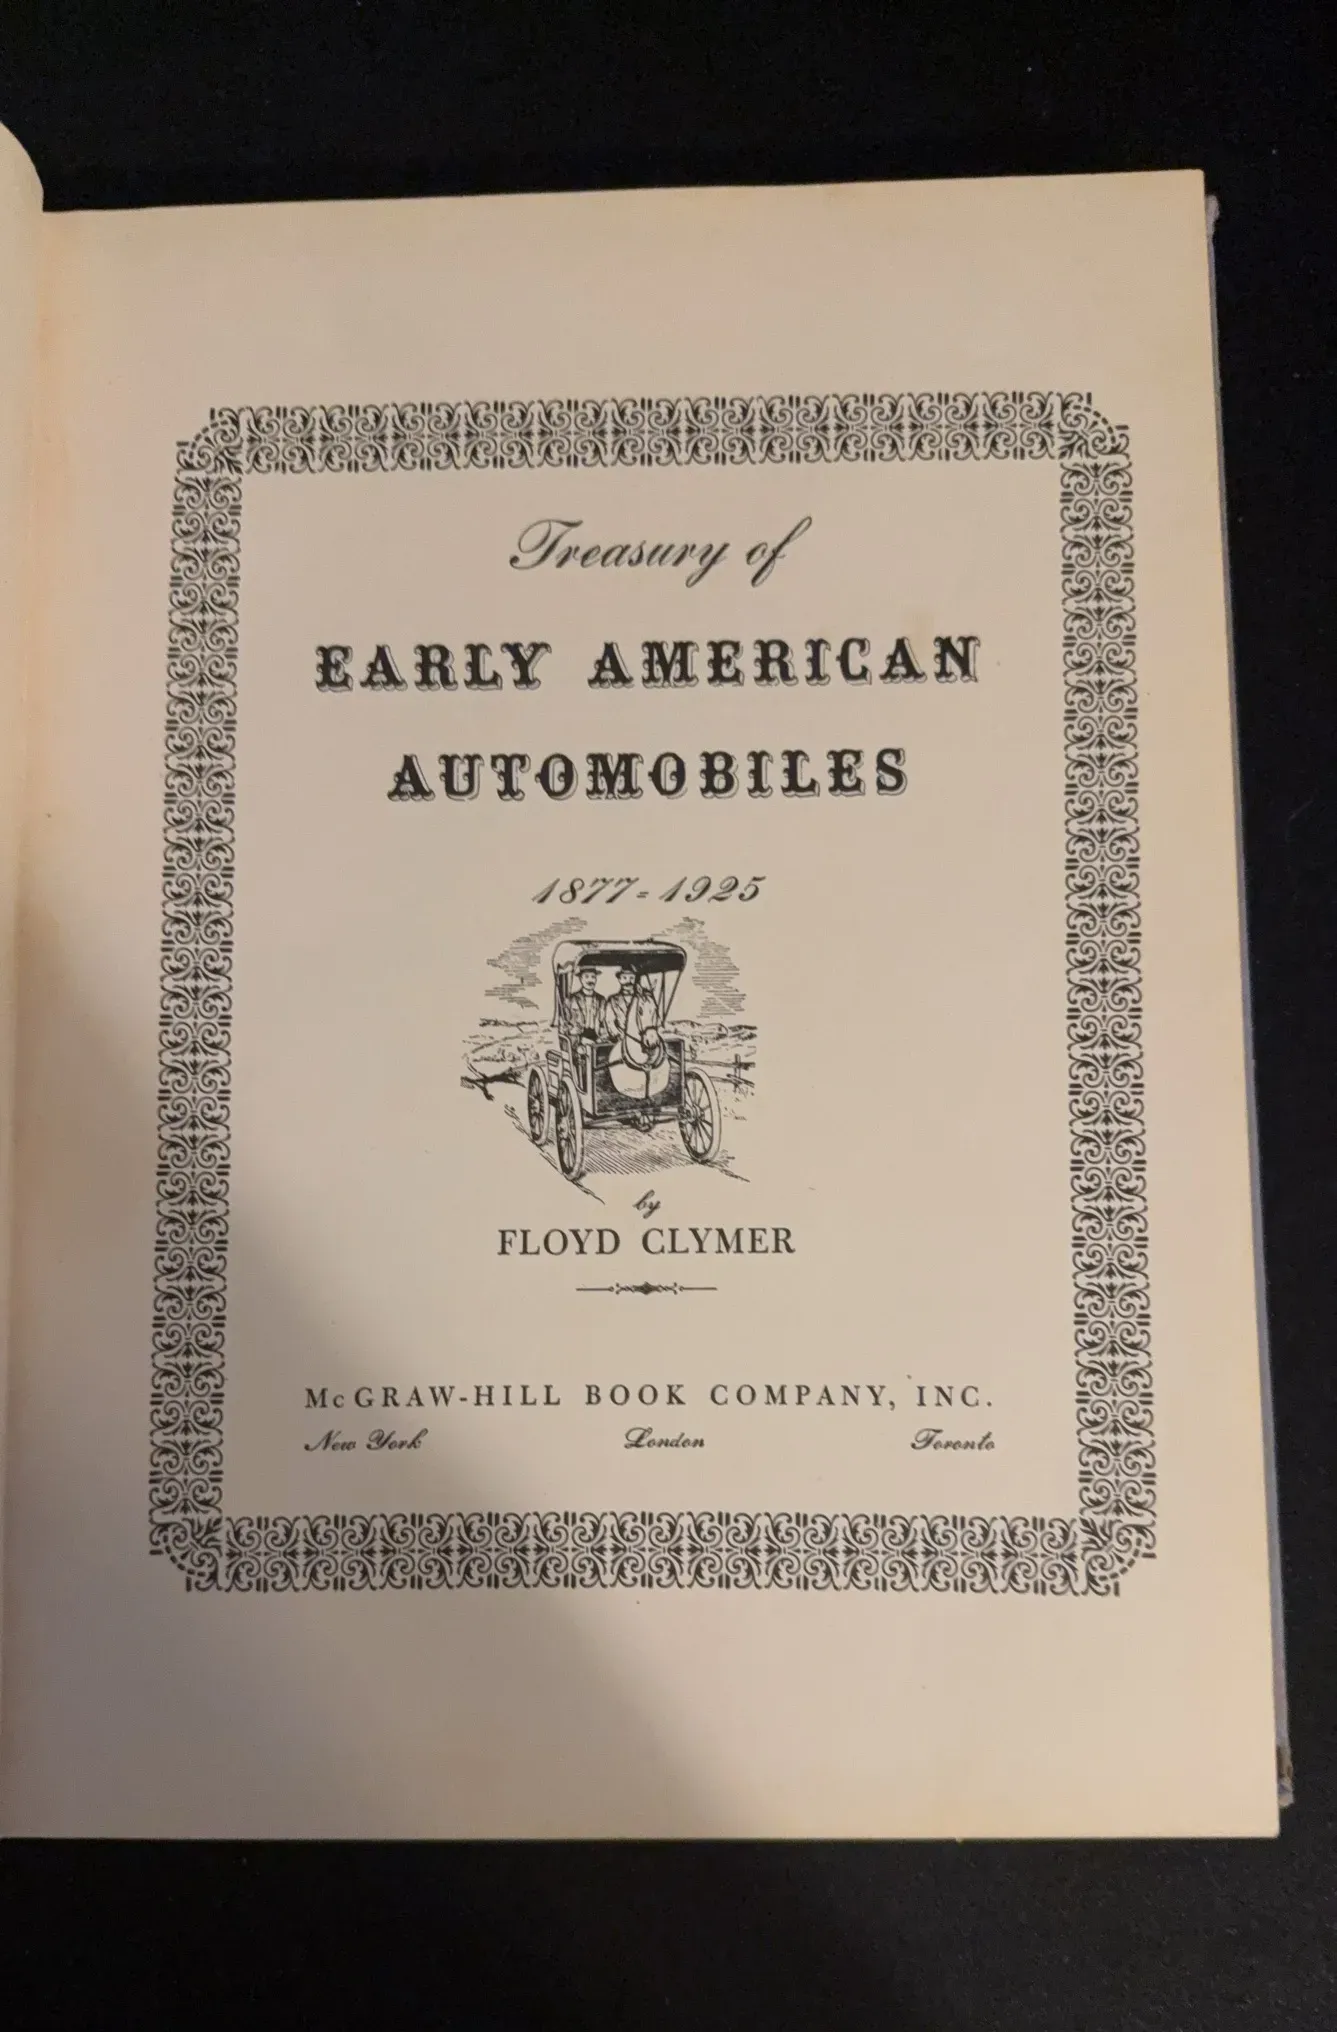 Treasury of
EARLY AMERICAN
AUTOMOBILES
1877-1925
by
FLOYD CLYMER
McGRAW-HILL BOOK COMPANY, INC.
New York London Toronto